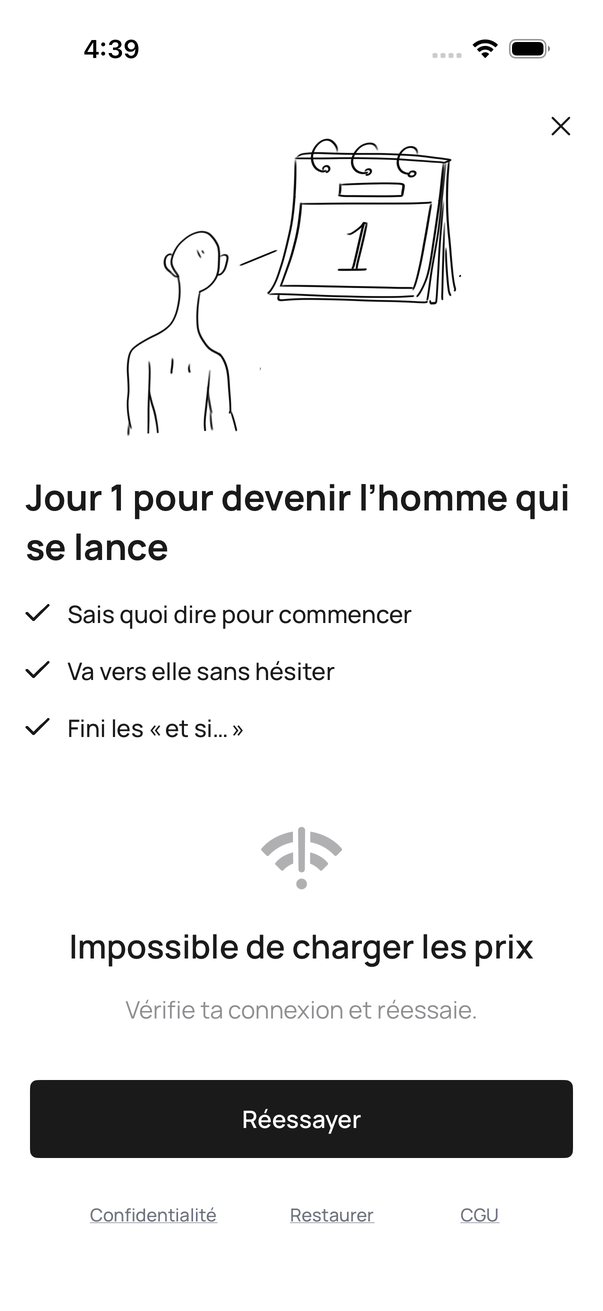 4:39
1
Jour 1 pour devenir l’homme qui
se lance
Sais quoi dire pour commencer
Va vers elle sans hésiter
Fini les « et si… »
Impossible de charger les prix
Vérifie ta connexion et réessaie.
Réessayer
Confidentialité Restaurer CGU